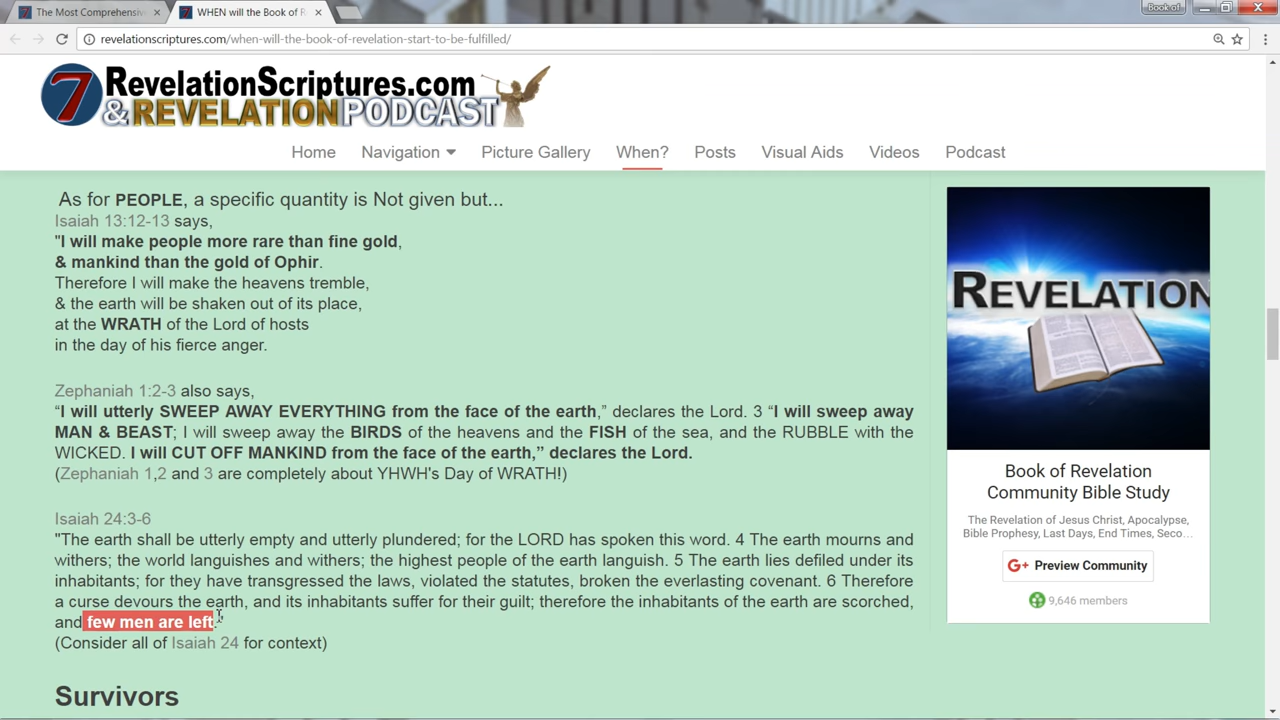 The Most Comprehensiv
WHEN will the Book of R
Book of
revelationscriptures.com/when-will-the-book-of-revelation-start-to-be-fulfilled/
7
RevelationScriptures.com
& REVELATION PODCAST
Home Navigation Picture Gallery When? Posts Visual Aids Videos Podcast
As for PEOPLE, a specific quantity is Not given but...
Isaiah 13:12-13 says,
"I will make people more rare than fine gold,
& mankind than the gold of Ophir.
Therefore I will make the heavens tremble,
& the earth will be shaken out of its place,
at the WRATH of the Lord of hosts
in the day of his fierce anger.
Zephaniah 1:2-3 also says,
“I will utterly SWEEP AWAY EVERYTHING from the face of the earth,” declares the Lord. 3 “I will sweep away
MAN & BEAST; I will sweep away the BIRDS of the heavens and the FISH of the sea, and the RUBBLE with the
WICKED. I will CUT OFF MANKIND from the face of the earth,” declares the Lord.
(Zephaniah 1,2 and 3 are completely about YHWH's Day of WRATH!)
Isaiah 24:3-6
"The earth shall be utterly empty and utterly plundered; for the LORD has spoken this word. 4 The earth mourns and
withers; the world languishes and withers; the highest people of the earth languish. 5 The earth lies defiled under its
inhabitants; for they have transgressed the laws, violated the statutes, broken the everlasting covenant. 6 Therefore
a curse devours the earth, and its inhabitants suffer for their guilt; therefore the inhabitants of the earth are scorched,
and few men are left.
(Consider all of Isaiah 24 for context)
Survivors
REVELATION
Book of Revelation
Community Bible Study
The Revelation of Jesus Christ, Apocalypse,
Bible Prophesy, Last Days, End Times, Seco...
G+ Preview Community
9,646 members